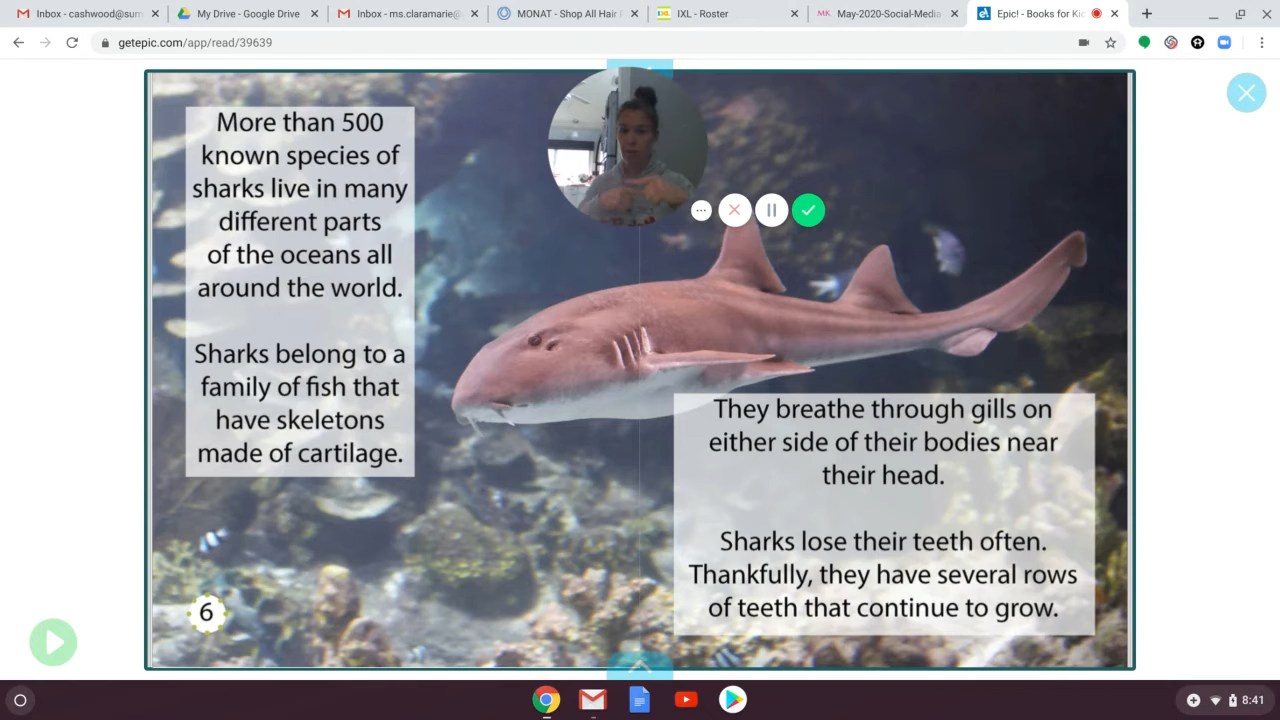 Inbox - cashwood@sum
My Drive - Google Drive
Inbox - mr.claramarie@
MONAT - Shop All Hair P
IXL - Roster
MK May-2020-Social-Media
Epic! - Books for Kid
getepic.com/app/read/39639
More than 500
known species of
sharks live in many
different parts
of the oceans all
around the world.
Sharks belong to a
family of fish that
have skeletons
made of cartilage.
They breathe through gills on
either side of their bodies near
their head.
Sharks lose their teeth often.
Thankfully, they have several rows
of teeth that continue to grow.
6
8:41